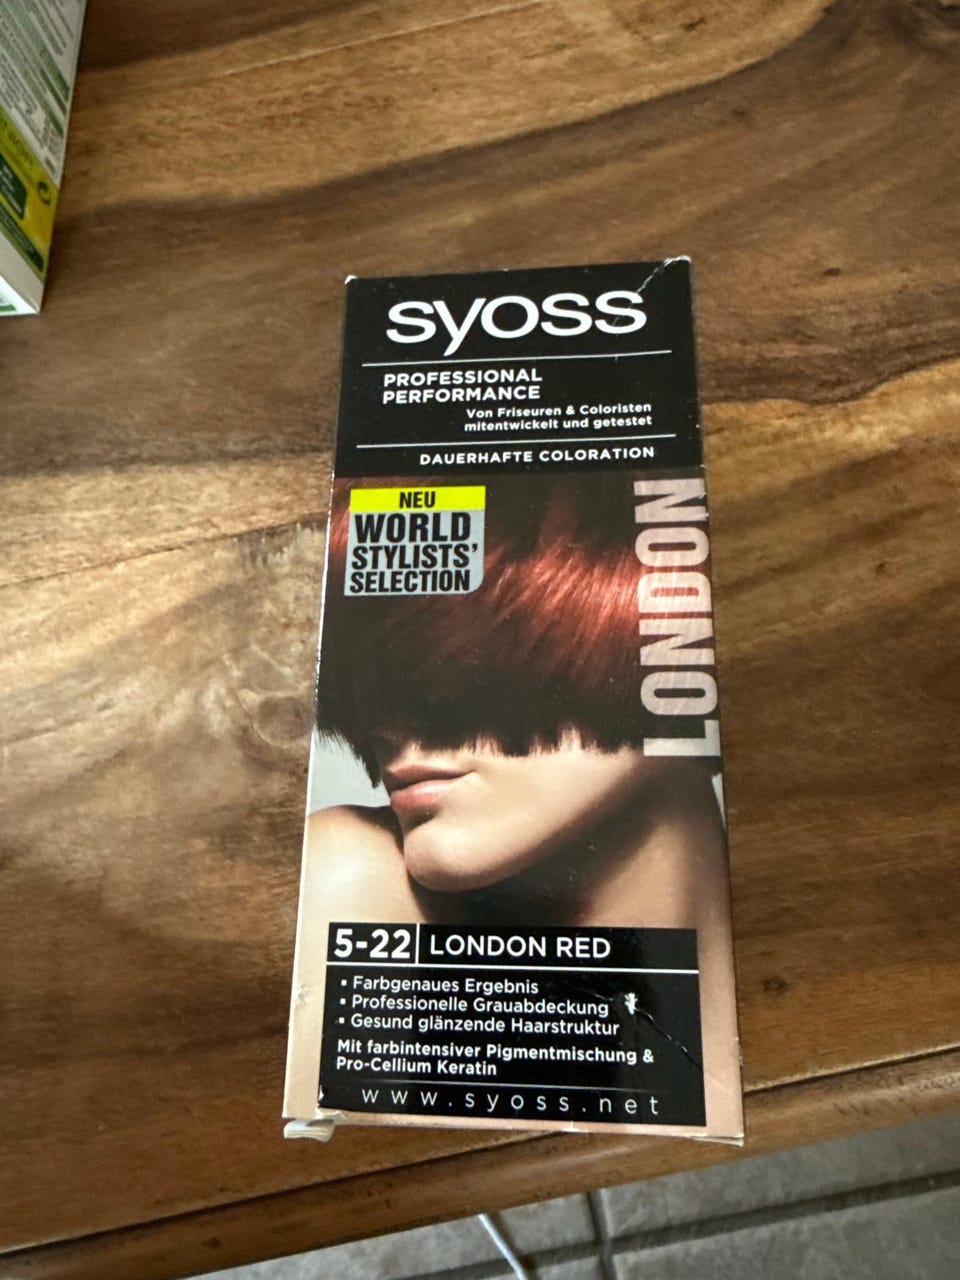 syoss
PROFESSIONAL
PERFORMANCE
Von Friseuren & Coloristen
mitentwickelt und getestet
DAUERHAFTE COLORATION
NEU
WORLD
STYLISTS'
SELECTION
LONDON
5-22 LONDON RED
▪ Farbgenaues Ergebnis
▪ Professionelle Grauabdeckung
▪ Gesund glänzende Haarstruktur
Mit farbintensiver Pigmentmischung &
Pro-Cellium Keratin
www.syoss.net